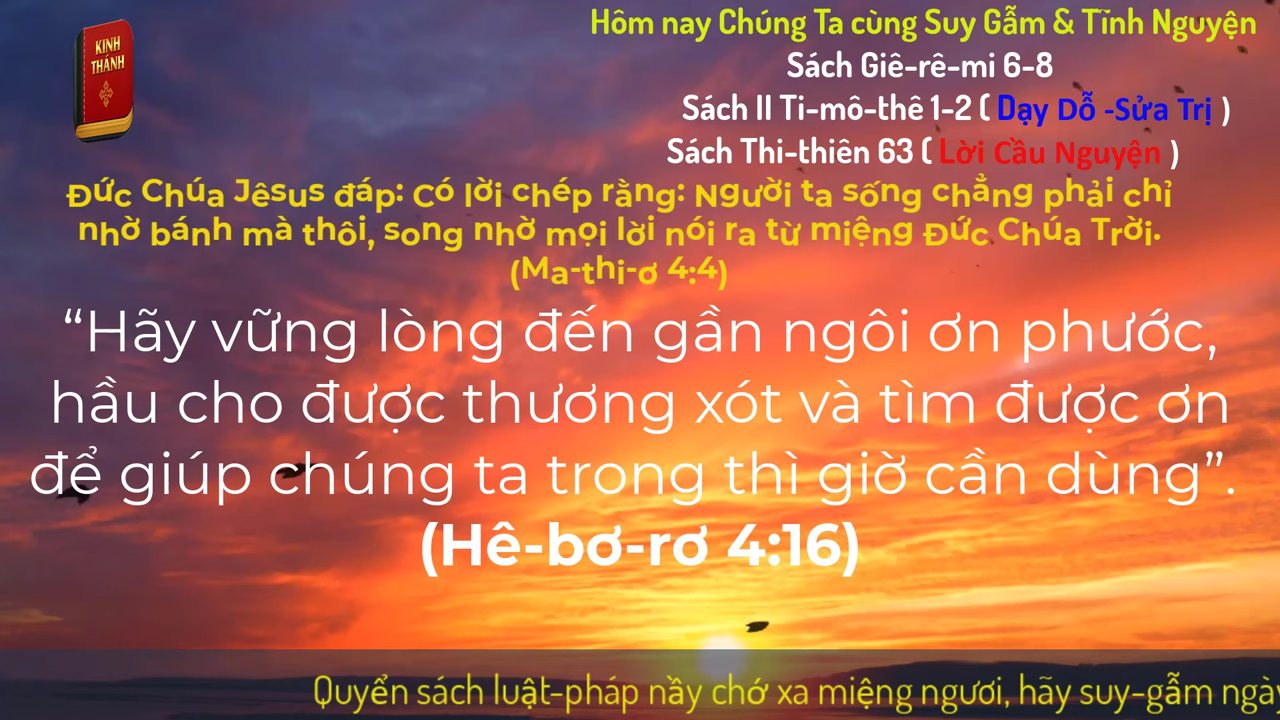 KINH
THÁNH
Hôm nay Chúng Ta cùng Suy Gẫm & Tĩnh Nguyện
Sách Giê-rê-mi 6-8
Sách II Ti-mô-thê 1-2 ( Dạy Dỗ -Sửa Trị )
Sách Thi-thiên 63 ( Lời Cầu Nguyện )
Đức Chúa Jêsus đáp: Có lời chép rằng: Người ta sống chẳng phải chỉ
nhờ bánh mà thôi, song nhờ mọi lời nói ra từ miệng Đức Chúa Trời.
(Ma-thi-ơ 4:4)
“Hãy vững lòng đến gần ngôi ơn phước,
hầu cho được thương xót và tìm được ơn
để giúp chúng ta trong thì giờ cần dùng”.
(Hê-bơ-rơ 4:16)
Quyển sách luật-pháp nầy chớ xa miệng ngươi, hãy suy-gẫm ngày